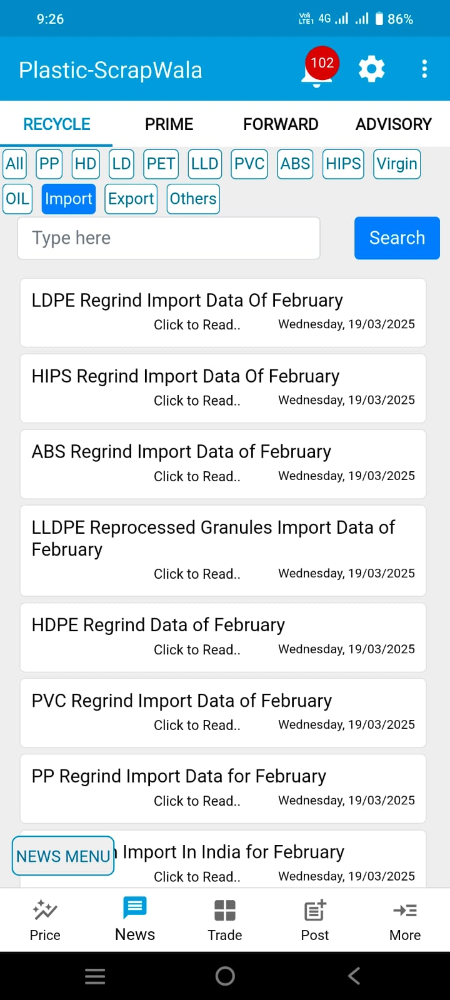 9:26 VoLTE1 4G 86%
Plastic-ScrapWala 102
RECYCLE PRIME FORWARD ADVISORY
All PP HD LD PET LLD PVC ABS HIPS Virgin
OIL Import Export Others
Type here Search
LDPE Regrind Import Data Of February
Click to Read.. Wednesday, 19/03/2025
HIPS Regrind Import Data Of February
Click to Read.. Wednesday, 19/03/2025
ABS Regrind Import Data of February
Click to Read.. Wednesday, 19/03/2025
LLDPE Reprocessed Granules Import Data of
February
Click to Read.. Wednesday, 19/03/2025
HDPE Regrind Data of February
Click to Read.. Wednesday, 19/03/2025
PVC Regrind Import Data of February
Click to Read.. Wednesday, 19/03/2025
PP Regrind Import Data for February
Click to Read.. Wednesday, 19/03/2025
NEWS MENU Import In India for February
Click to Read.. Wednesday, 19/03/2025
Price News Trade Post More